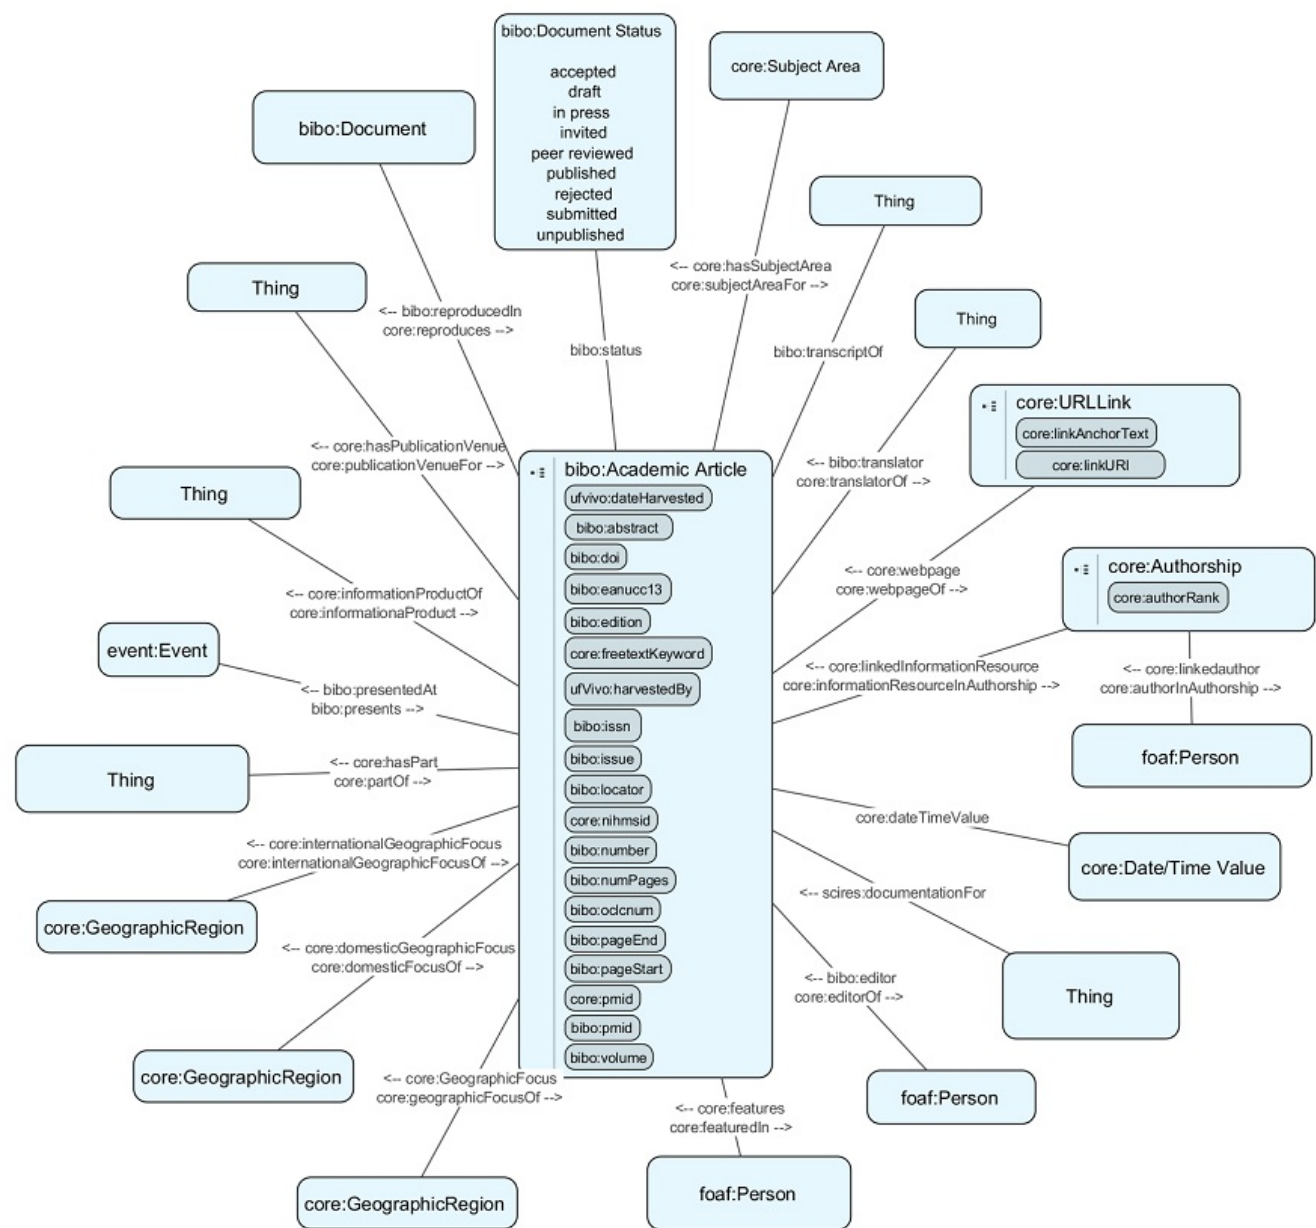 bibo:Document Status
accepted
draft
in press
invited
peer reviewed
published
rejected
submitted
unpublished
core:Subject Area
bibo:Document
Thing
<-- core:hasSubjectArea
core:subjectAreaFor -->
Thing
<-- bibo:reproducedIn
core:reproduces -->
Thing
bibo:status
bibo:transcriptOf
core:URLLink
core:linkAnchorText
core:linkURI
<-- core:hasPublicationVenue
core:publicationVenueFor -->
<-- bibo:translator
core:translatorOf -->
Thing
bibo:Academic Article
ufvivo:dateHarvested
bibo:abstract
bibo:doi
bibo:eanucc13
bibo:edition
core:freetextKeyword
ufVivo:harvestedBy
bibo:issn
bibo:issue
bibo:locator
core:nihmsid
bibo:number
bibo:numPages
bibo:oclcnum
bibo:pageEnd
bibo:pageStart
core:pmid
bibo:pmid
bibo:volume
<-- core:webpage
core:webpageOf -->
core:Authorship
core:authorRank
<-- core:informationProductOf
core:informationaProduct -->
event:Event
<-- core:linkedInformationResource
core:informationResourceInAuthorship -->
<-- core:linkedauthor
core:authorInAuthorship -->
<-- bibo:presentedAt
bibo:presents -->
foaf:Person
Thing
<-- core:hasPart
core:partOf -->
core:dateTimeValue
<-- core:internationalGeographicFocus
core:internationalGeographicFocusOf -->
core:Date/Time Value
<-- scires:documentationFor
core:GeographicRegion
<-- core:domesticGeographicFocus
core:domesticFocusOf -->
<-- bibo:editor
core:editorOf -->
Thing
core:GeographicRegion
<-- core:GeographicFocus
core:geographicFocusOf -->
foaf:Person
<-- core:features
core:featuredIn -->
core:GeographicRegion
foaf:Person